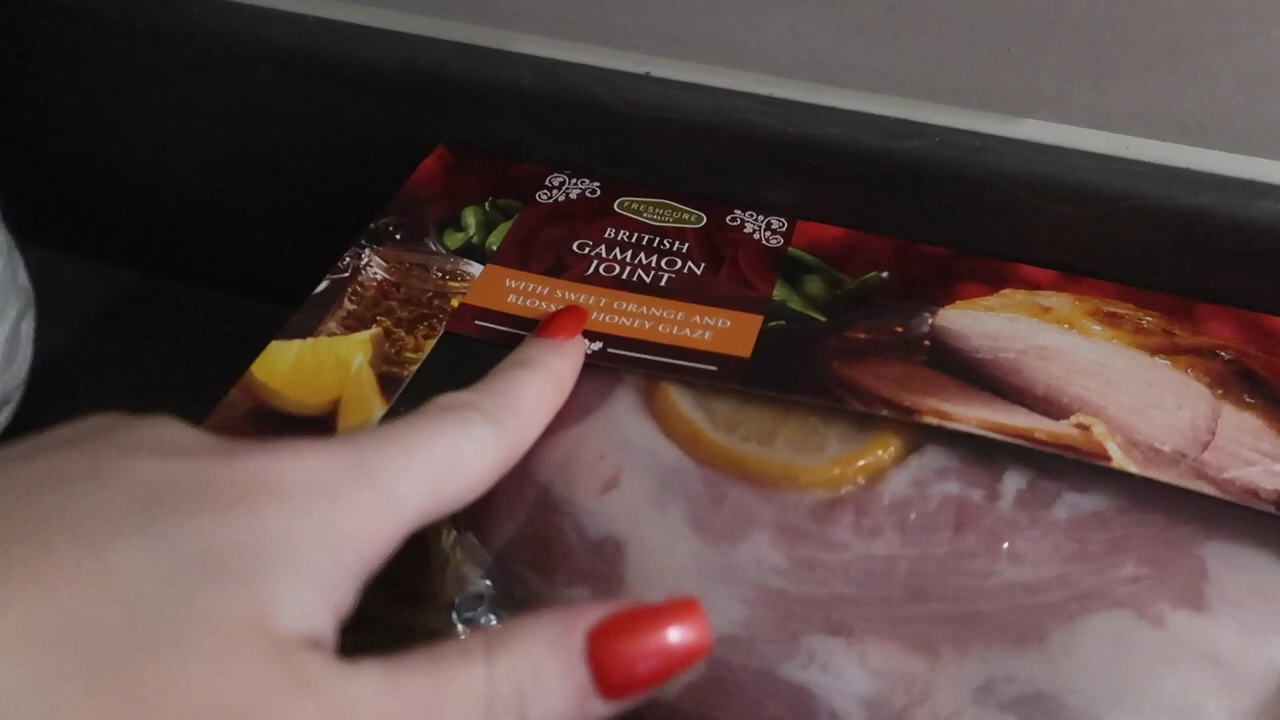 FRESHCURE
QUALITY
BRITISH
GAMMON
JOINT
WITH SWEET ORANGE AND
HONEY GLAZE